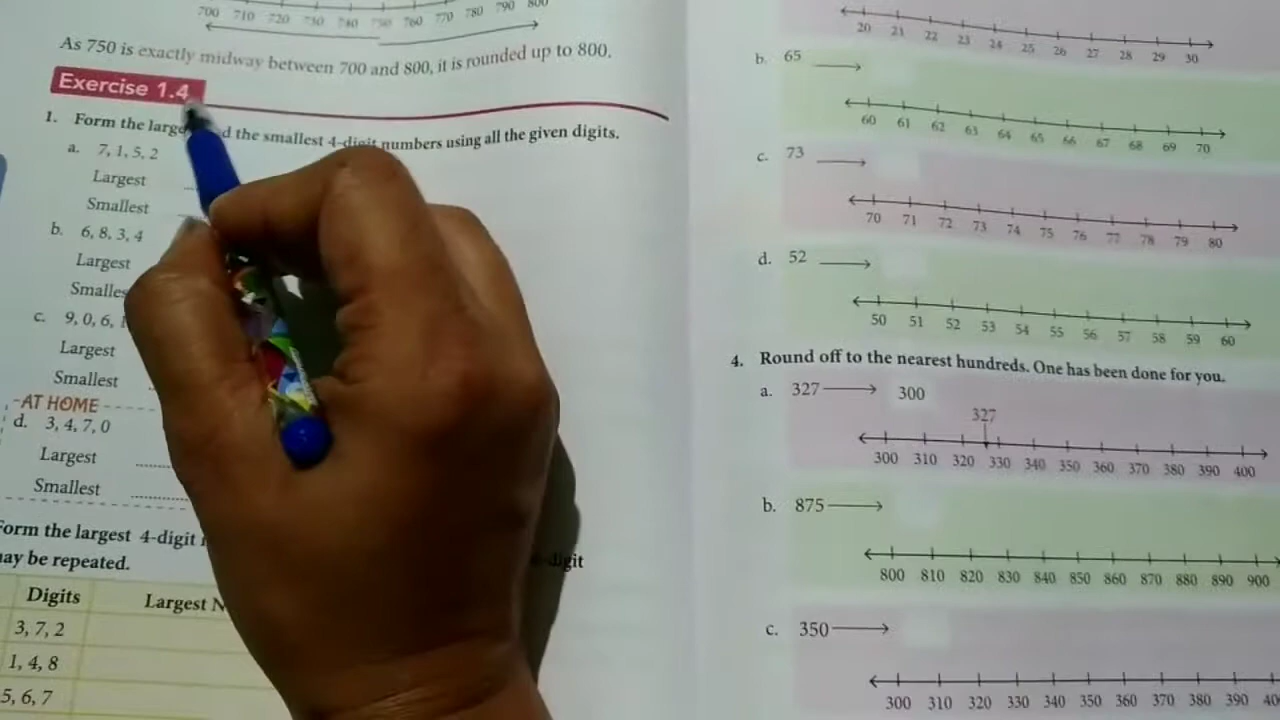 700 710 720 730 740 750 760 770 780 790 800
As 750 is exactly midway between 700 and 800, it is rounded up to 800.
Exercise 1.4
1. Form the the smallest 4-digit numbers using all the given digits.
a. 7, 1, 5, 2
Largest
Smallest
b. 6, 8, 3, 4
Largest
c. 9, 0, 6,
Largest
Smallest
AT HOME
d. 3, 4, 7, 0
Largest
Smallest
Form the largest 4-digit
may be repeated. digit
Digits Largest
3, 7, 2
1, 4, 8
5, 6, 7
20 21 22 23 24 25 26 27 28 29 30
b. 65
60 61 62 63 64 65 66 67 68 69 70
c. 73
70 71 72 73 74 75 76 77 78 79 80
d. 52
50 51 52 53 54 55 56 57 58 59 60
4. Round off to the nearest hundreds. One has been done for you.
a. 327 300
327
300 310 320 330 340 350 360 370 380 390 400
b. 875
800 810 820 830 840 850 860 870 880 890 900
c. 350
300 310 320 330 340 350 360 370 380 390